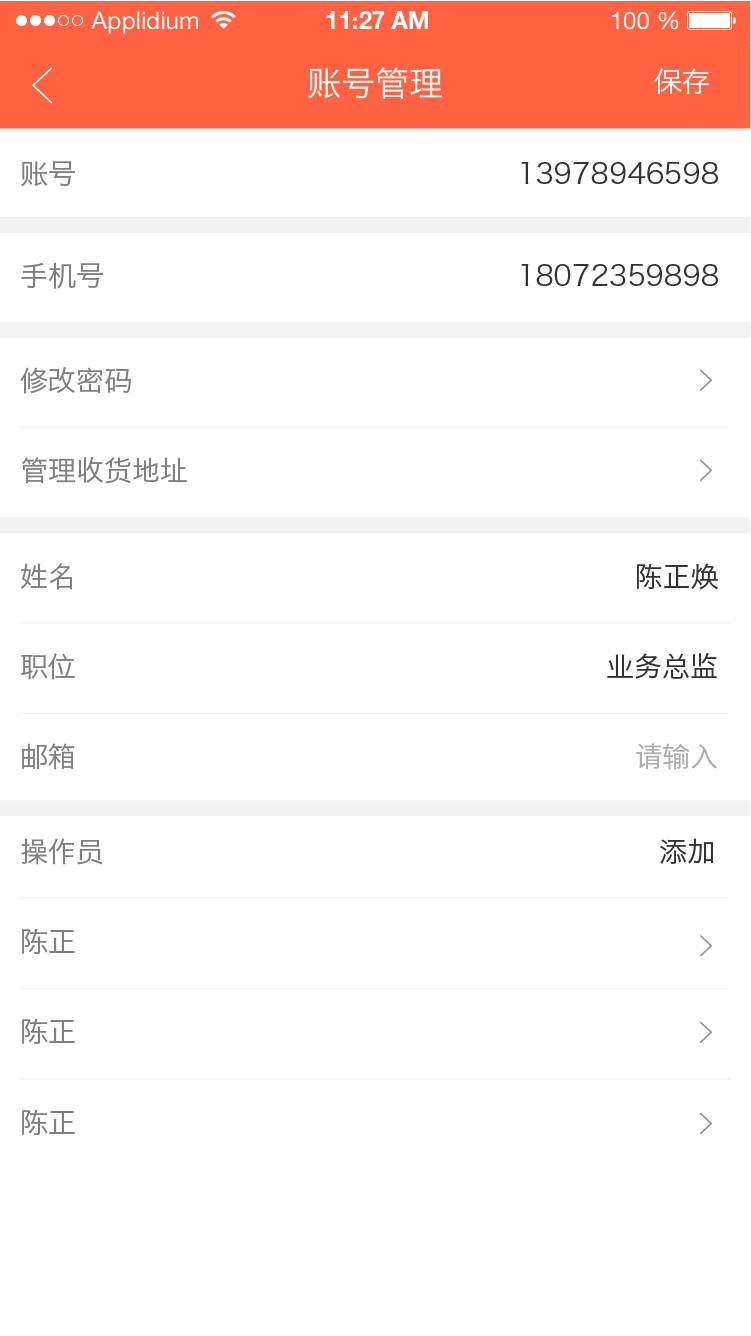 Applidium 11:27 AM 100 %
账号管理 保存
账号 13978946598
手机号 18072359898
修改密码
管理收货地址
姓名 陈正焕
职位 业务总监
邮箱 请输入
操作员 添加
陈正
陈正
陈正